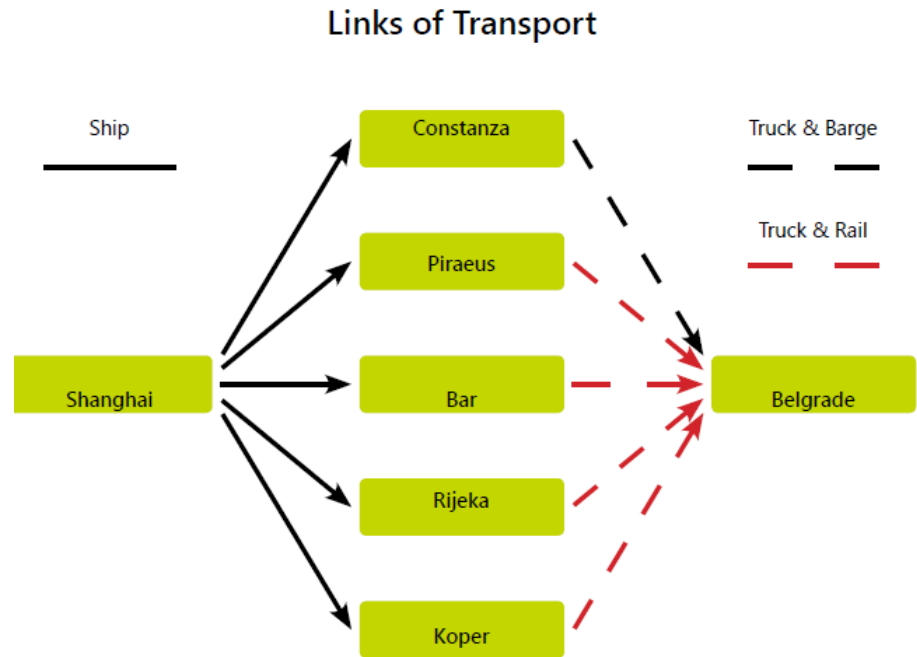 Links of Transport
Ship
Constanza
Truck & Barge
Truck & Rail
Piraeus
Shanghai
Bar
Belgrade
Rijeka
Koper